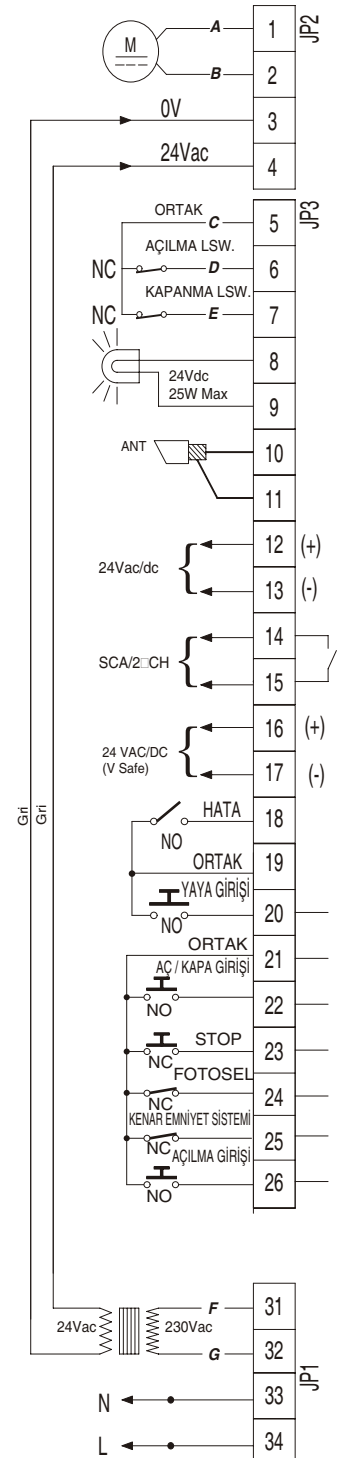 A 1 JP2
M
B 2
0V 3
24Vac 4
ORTAK C 5 JP3
AÇILMA LSW.
NC D 6
KAPANMA LSW.
NC E 7
8
24Vdc
25W Max
9
ANT 10
11
12 (+)
24Vac/dc
13 (-)
14
SCA/2□CH
15
16 (+)
24 VAC/DC
(V Safe)
17 (-)
Gri Gri
HATA 18
NO
ORTAK 19
YAYA GİRİŞİ
NO 20
ORTAK 21
AÇ / KAPA GİRİŞİ
NO 22
STOP 23
NC
FOTOSEL 24
NC
KENAR EMNİYET SİSTEMİ
NC 25
AÇILMA GİRİŞİ
NO 26
F 31
24Vac 230Vac
G 32
JP1
N 33
L 34